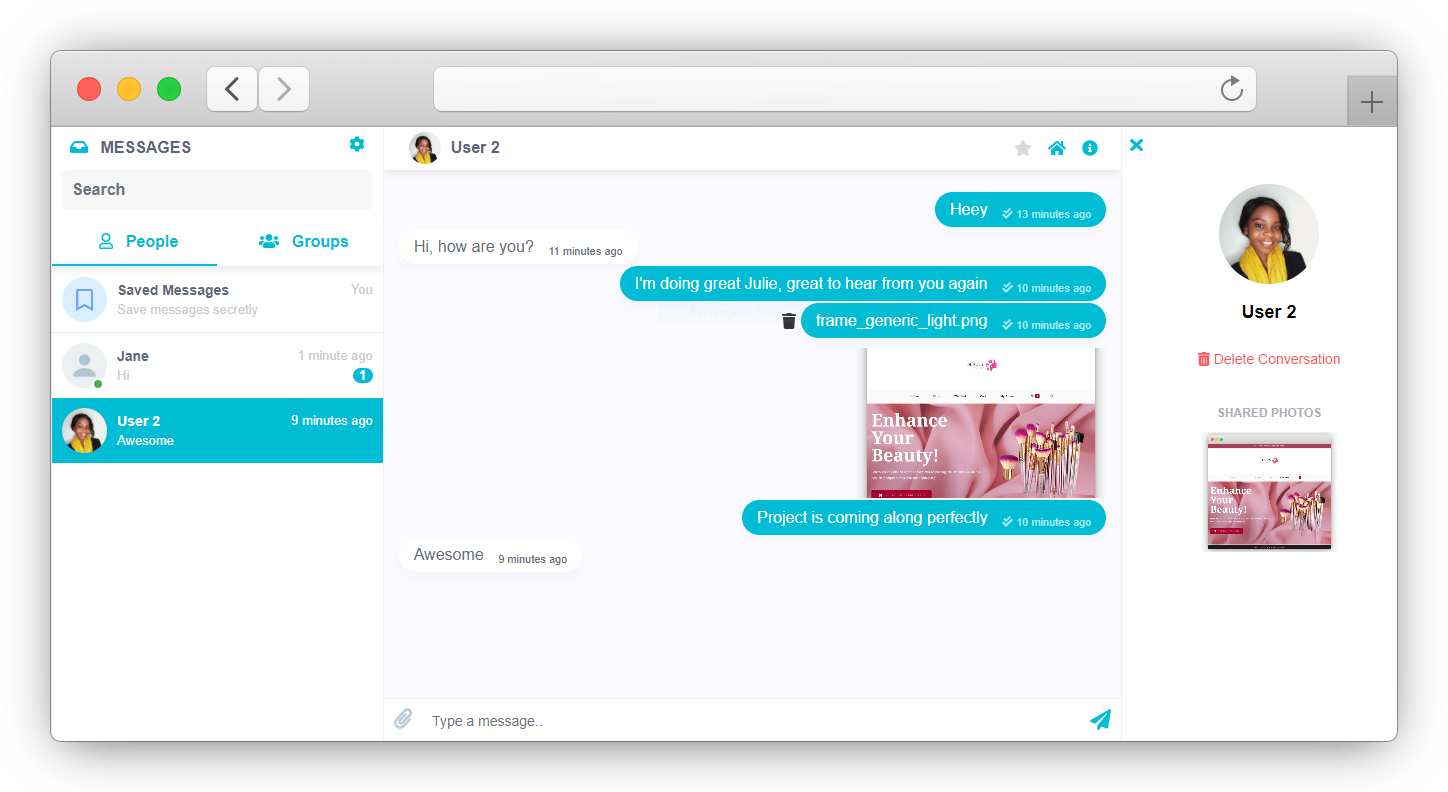 MESSAGES
Search
People
Groups
Saved Messages
You
Save messages secretly
Jane
1 minute ago
Hi
1
User 2
9 minutes ago
Awesome
User 2
Heey 13 minutes ago
Hi, how are you? 11 minutes ago
I'm doing great Julie, great to hear from you again 10 minutes ago
frame_generic_light.png 10 minutes ago
Enhance
Your
Beauty!
Project is coming along perfectly 10 minutes ago
Awesome 9 minutes ago
Type a message..
User 2
Delete Conversation
SHARED PHOTOS
Enhance
Your
Beauty!